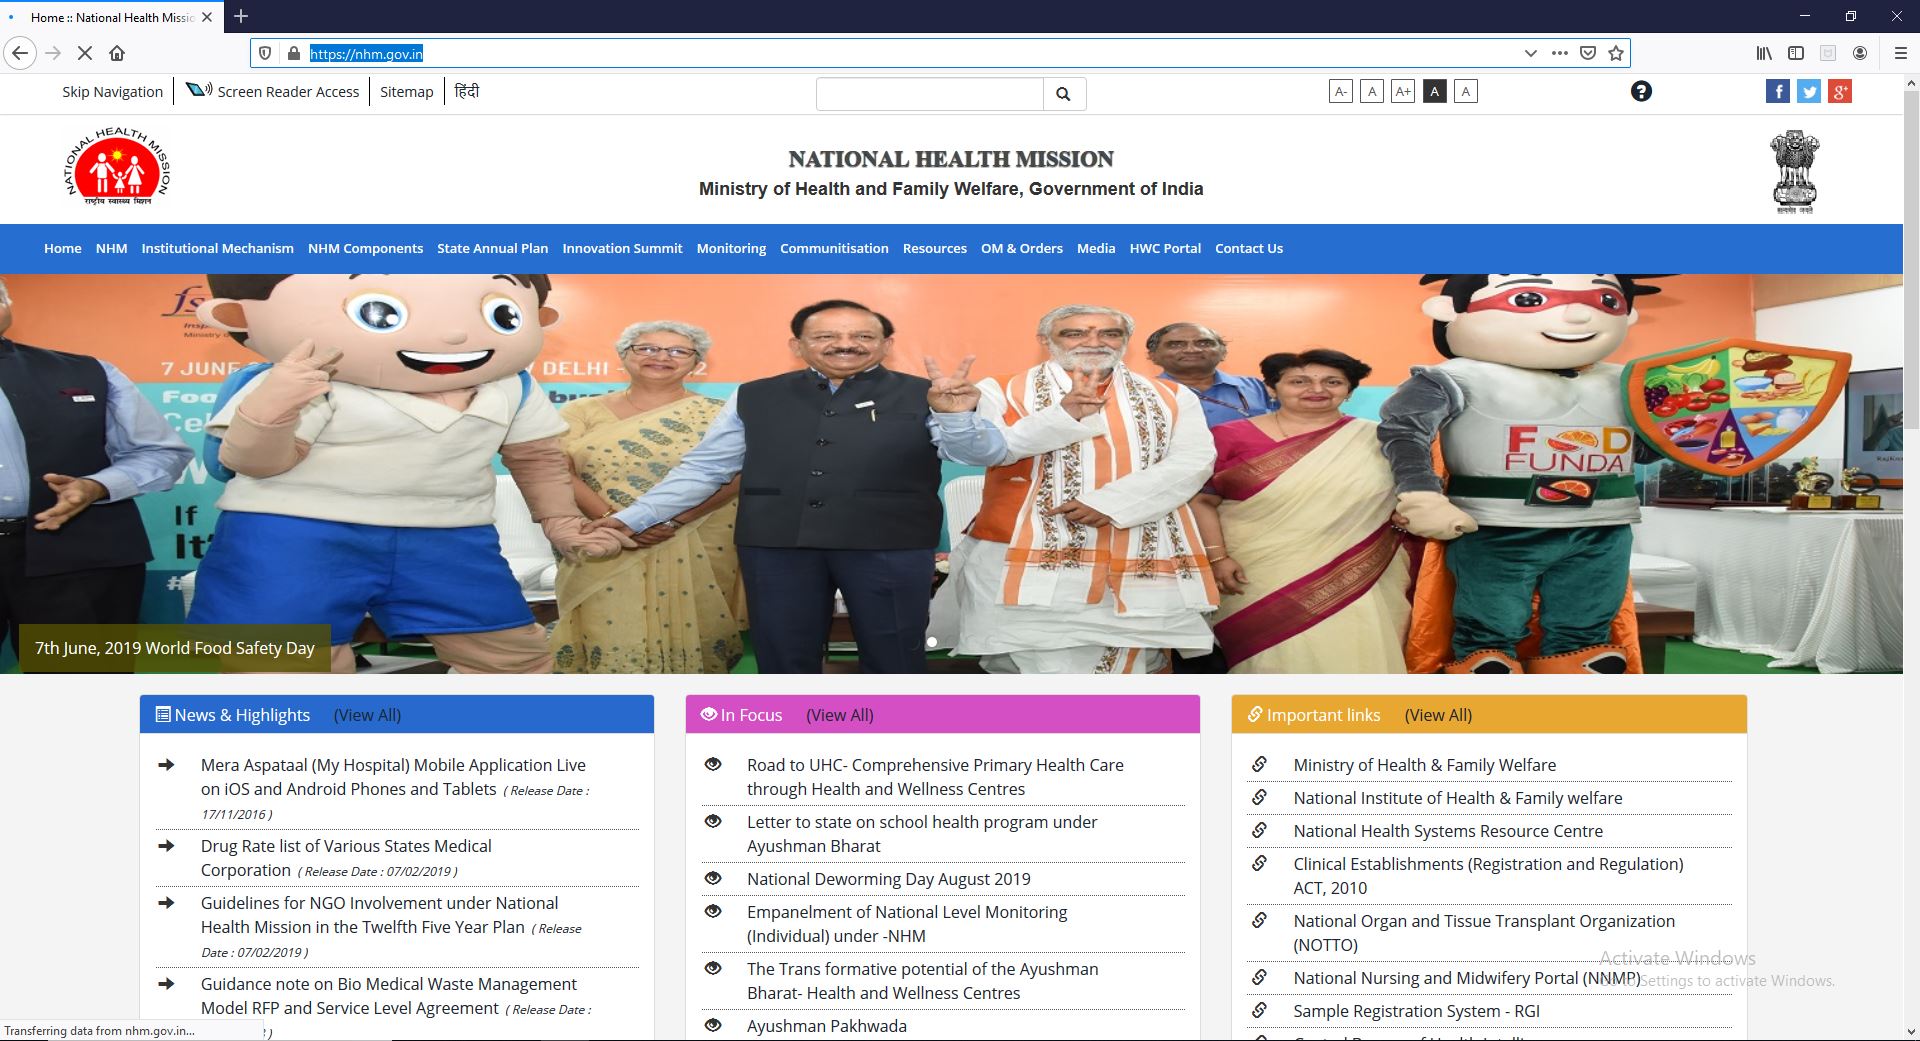 Home :: National Health Missio
https://nhm.gov.in
Skip Navigation
Screen Reader Access
Sitemap
हिंदी
A-
A
A+
A
A
NATIONAL HEALTH MISSION
राष्ट्रीय स्वास्थ्य मिशन
NATIONAL HEALTH MISSION
Ministry of Health and Family Welfare, Government of India
सत्यमेव जयते
Home NHM Institutional Mechanism NHM Components State Annual Plan Innovation Summit Monitoring Communitisation Resources OM & Orders Media HWC Portal Contact Us
fs
Insp
Ministry
7 JUNE
DELHI
2
Foo
Cel
W
If
It'
#
FOOD
FUNDA
7th June, 2019 World Food Safety Day
News & Highlights (View All)
Mera Aspataal (My Hospital) Mobile Application Live
on iOS and Android Phones and Tablets ( Release Date :
17/11/2016 )
Drug Rate list of Various States Medical
Corporation ( Release Date : 07/02/2019 )
Guidelines for NGO Involvement under National
Health Mission in the Twelfth Five Year Plan ( Release
Date : 07/02/2019 )
Guidance note on Bio Medical Waste Management
Model RFP and Service Level Agreement ( Release Date :
In Focus (View All)
Road to UHC- Comprehensive Primary Health Care
through Health and Wellness Centres
Letter to state on school health program under
Ayushman Bharat
National Deworming Day August 2019
Empanelment of National Level Monitoring
(Individual) under -NHM
The Trans formative potential of the Ayushman
Bharat- Health and Wellness Centres
Ayushman Pakhwada
Important links (View All)
Ministry of Health & Family Welfare
National Institute of Health & Family welfare
National Health Systems Resource Centre
Clinical Establishments (Registration and Regulation)
ACT, 2010
National Organ and Tissue Transplant Organization
(NOTTO)
National Nursing and Midwifery Portal (NNMP)
Sample Registration System - RGI
Activate Windows
Settings to activate Windows.
Transferring data from nhm.gov.in...